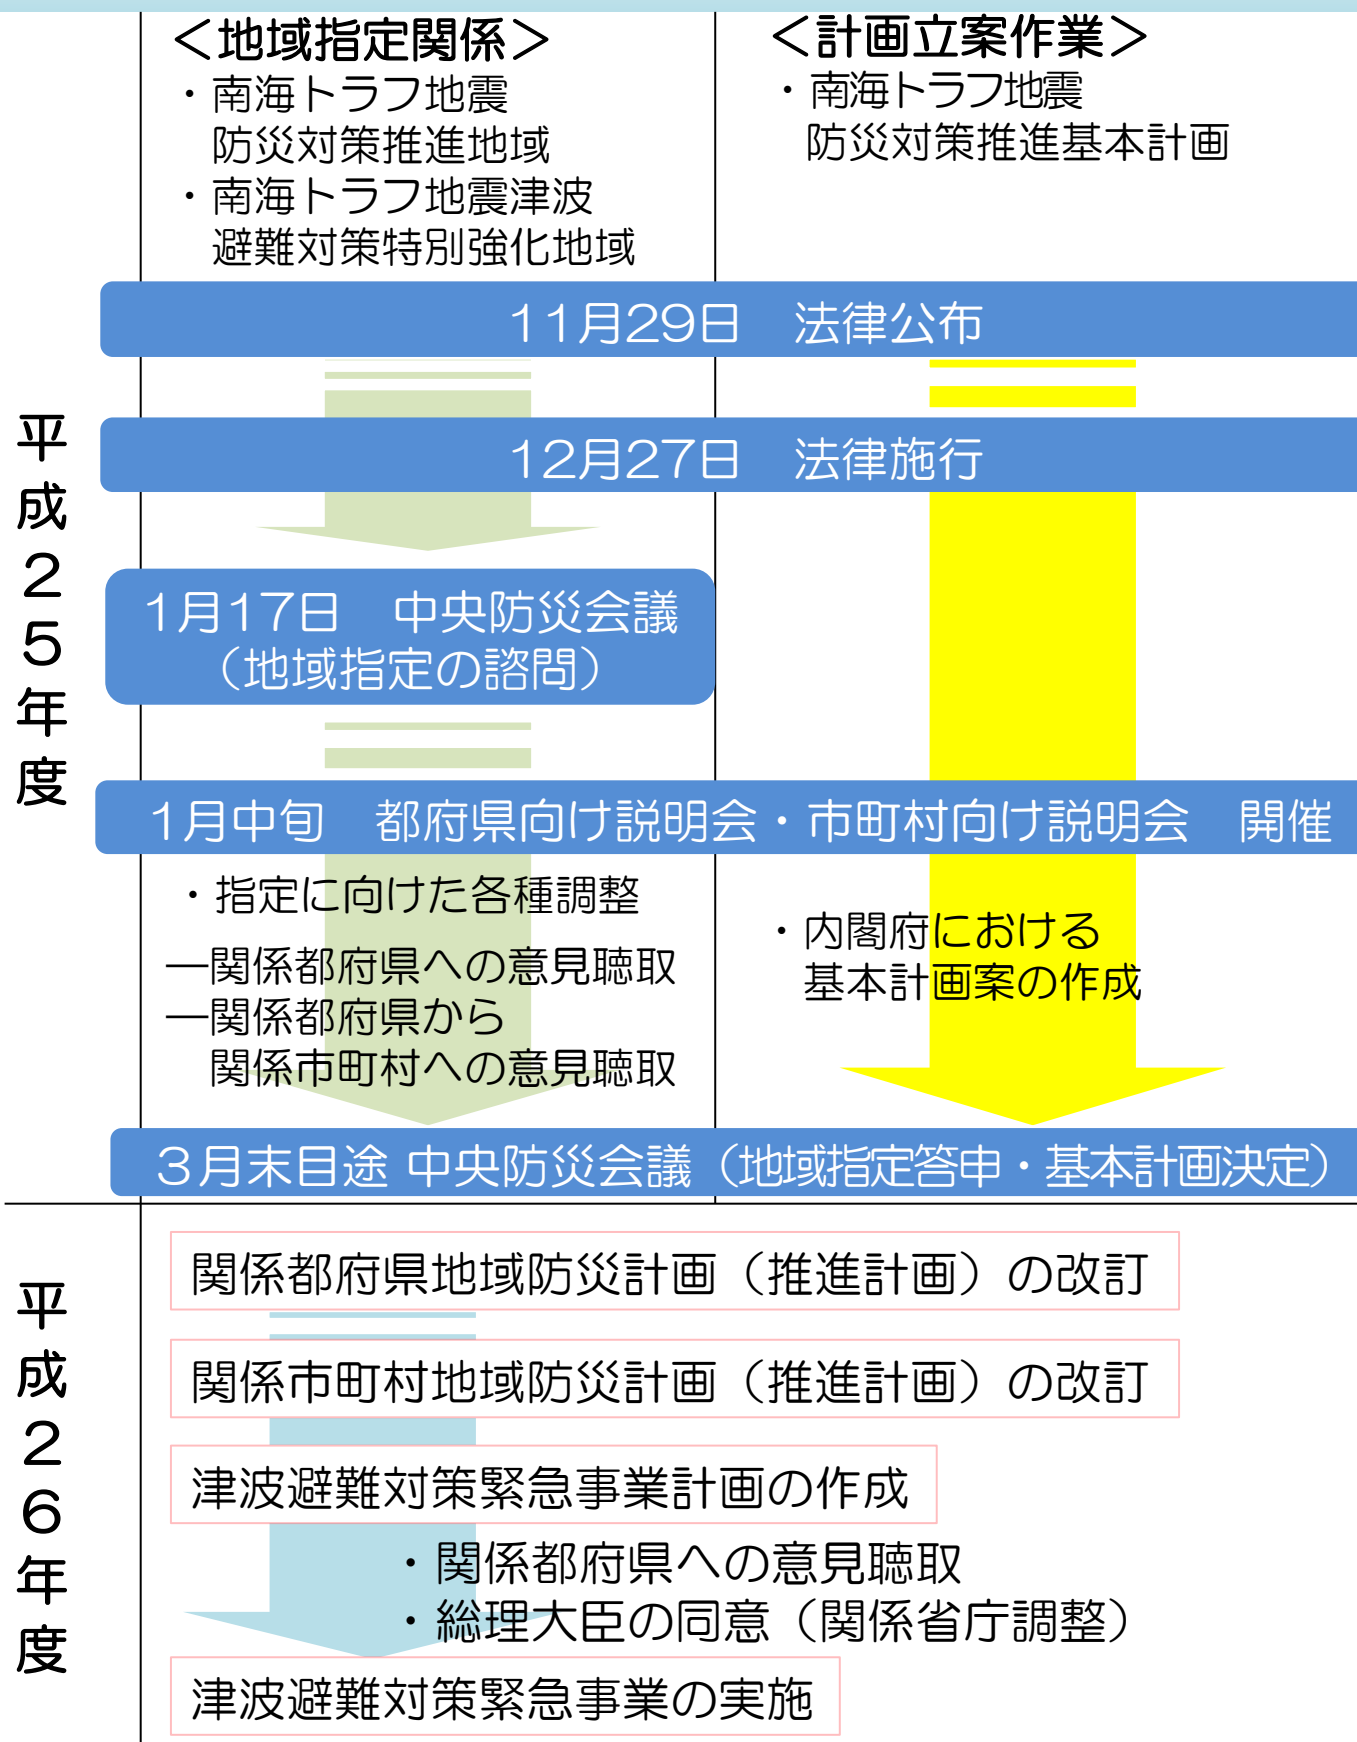 ＜地域指定関係＞
・南海トラフ地震
防災対策推進地域
・南海トラフ地震津波
避難対策特別強化地域
＜計画立案作業＞
・南海トラフ地震
防災対策推進基本計画
平成２５年度
11月29日　法律公布
12月27日　法律施行
1月17日　中央防災会議
（地域指定の諮問）
1月中旬　都府県向け説明会・市町村向け説明会　開催
・指定に向けた各種調整
―関係都府県への意見聴取
―関係都府県から
関係市町村への意見聴取
・内閣府における
基本計画案の作成
３月末目途 中央防災会議（地域指定答申・基本計画決定）
平成２６年度
関係都府県地域防災計画（推進計画）の改訂
関係市町村地域防災計画（推進計画）の改訂
津波避難対策緊急事業計画の作成
・関係都府県への意見聴取
・総理大臣の同意（関係省庁調整）
津波避難対策緊急事業の実施